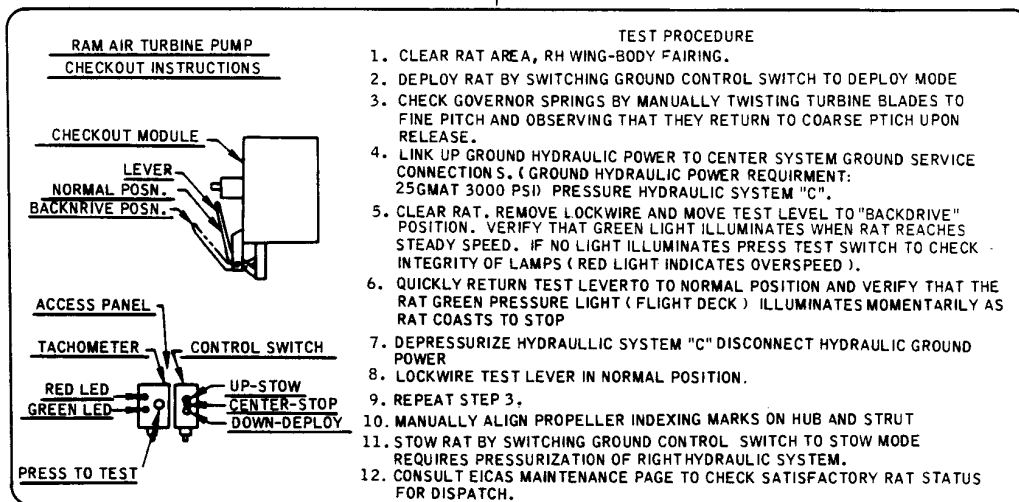 RAM AIR TURBINE PUMP
CHECKOUT INSTRUCTIONS
CHECKOUT MODULE
LEVER
NORMAL POSN.
BACKNRIVE POSN.
ACCESS PANEL
TACHOMETER
CONTROL SWITCH
RED LED
GREEN LED
UP-STOW
CENTER-STOP
DOWN-DEPLOY
PRESS TO TEST
TEST PROCEDURE
1. CLEAR RAT AREA, RH WING-BODY FAIRING.
2. DEPLOY RAT BY SWITCHING GROUND CONTROL SWITCH TO DEPLOY MODE
3. CHECK GOVERNOR SPRINGS BY MANUALLY TWISTING TURBINE BLADES TO
FINE PITCH AND OBSERVING THAT THEY RETURN TO COARSE PTICH UPON
RELEASE.
4. LINK UP GROUND HYDRAULIC POWER TO CENTER SYSTEM GROUND SERVICE
CONNECTIONS. (GROUND HYDRAULIC POWER REQUIRMENT:
25GMAT 3000 PSI) PRESSURE HYDRAULIC SYSTEM "C".
5. CLEAR RAT. REMOVE LOCKWIRE AND MOVE TEST LEVEL TO "BACKDRIVE"
POSITION. VERIFY THAT GREEN LIGHT ILLUMINATES WHEN RAT REACHES
STEADY SPEED. IF NO LIGHT ILLUMINATES PRESS TEST SWITCH TO CHECK
INTEGRITY OF LAMPS (RED LIGHT INDICATES OVERSPEED).
6. QUICKLY RETURN TEST LEVERTO TO NORMAL POSITION AND VERIFY THAT THE
RAT GREEN PRESSURE LIGHT (FLIGHT DECK) ILLUMINATES MOMENTARILY AS
RAT COASTS TO STOP
7. DEPRESSURIZE HYDRAULLIC SYSTEM "C" DISCONNECT HYDRAULIC GROUND
POWER
8. LOCKWIRE TEST LEVER IN NORMAL POSITION.
9. REPEAT STEP 3.
10. MANUALLY ALIGN PROPELLER INDEXING MARKS ON HUB AND STRUT
11. STOW RAT BY SWITCHING GROUND CONTROL SWITCH TO STOW MODE
REQUIRES PRESSURIZATION OF RIGHTHYDRAULIC SYSTEM.
12. CONSULT EICAS MAINTENANCE PAGE TO CHECK SATISFACTORY RAT STATUS
FOR DISPATCH.